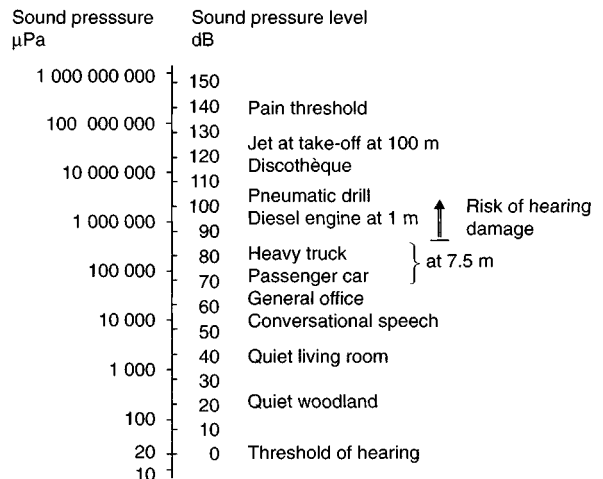 Sound presssure Sound pressure level
µPa dB
1 000 000 000 150
140 Pain threshold
100 000 000 130
Jet at take-off at 100 m
120 Discothèque
10 000 000 110
Pneumatic drill
100 Diesel engine at 1 m Risk of hearing
1 000 000 90 damage
80 Heavy truck at 7.5 m
100 000 70 Passenger car
60 General office
10 000 50 Conversational speech
40 Quiet living room
1 000 30
20 Quiet woodland
100 10
20 0 Threshold of hearing
10